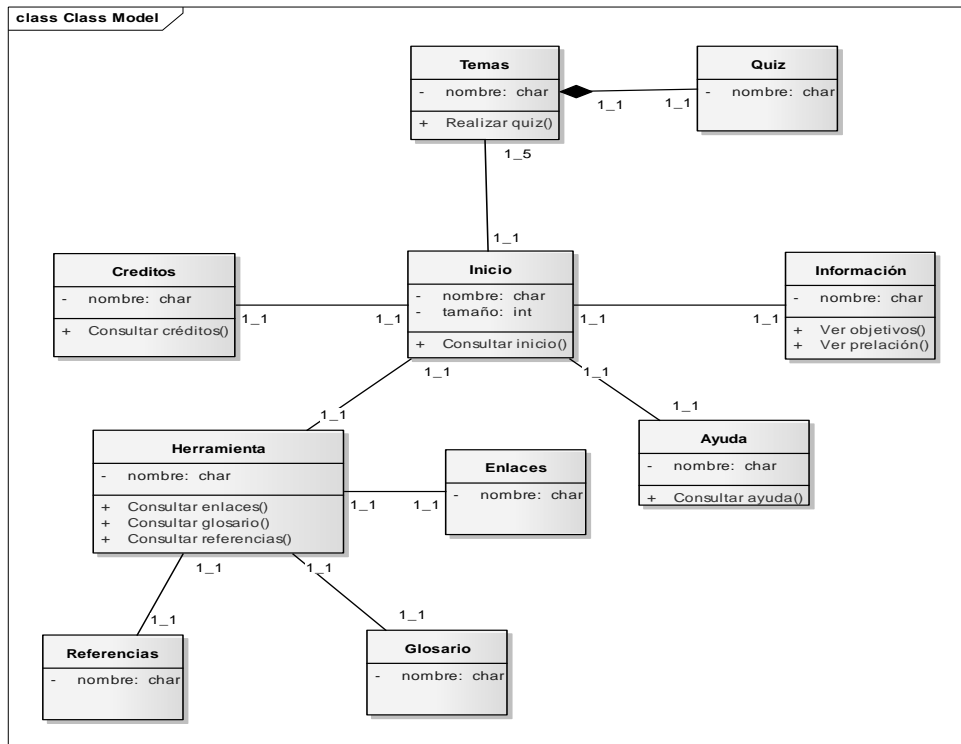 class Class Model
Temas
- nombre: char
+ Realizar quiz()
Quiz
- nombre: char
1_1
1_1
1_5
1_1
Creditos
- nombre: char
+ Consultar créditos()
Inicio
- nombre: char
- tamaño: int
+ Consultar inicio()
Información
- nombre: char
+ Ver objetivos()
+ Ver prelación()
1_1
1_1
1_1
1_1
1_1
1_1
1_1
1_1
Herramienta
- nombre: char
+ Consultar enlaces()
+ Consultar glosario()
+ Consultar referencias()
Enlaces
- nombre: char
Ayuda
- nombre: char
+ Consultar ayuda()
1_1
1_1
1_1
1_1
1_1
1_1
Referencias
- nombre: char
Glosario
- nombre: char